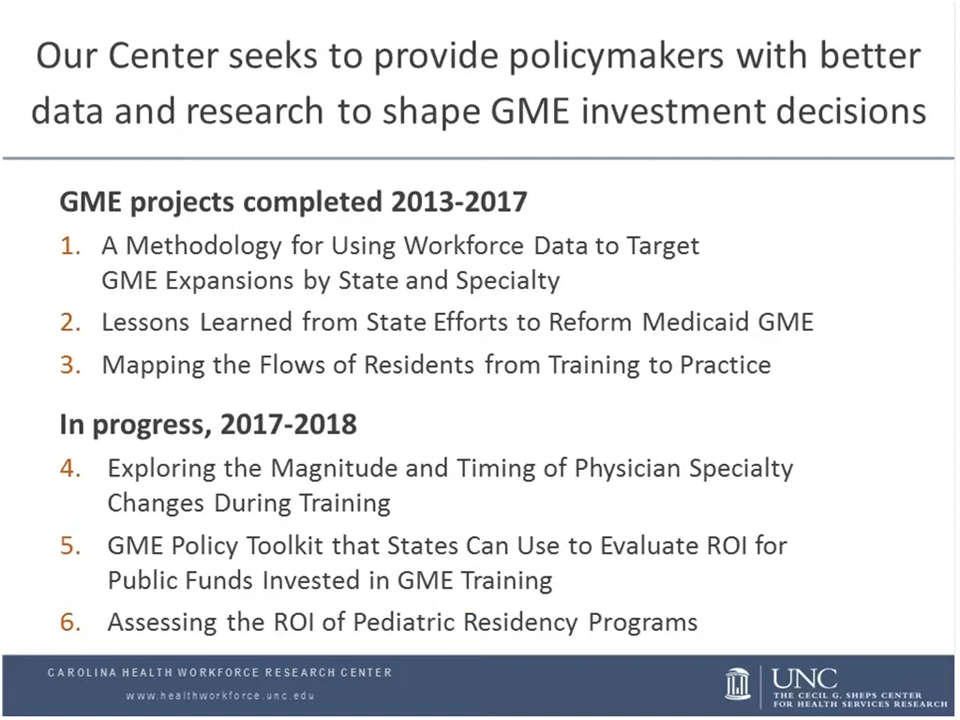 Our Center seeks to provide policymakers with better
data and research to shape GME investment decisions
GME projects completed 2013-2017
1. A Methodology for Using Workforce Data to Target
GME Expansions by State and Specialty
2. Lessons Learned from State Efforts to Reform Medicaid GME
3. Mapping the Flows of Residents from Training to Practice
In progress, 2017-2018
4. Exploring the Magnitude and Timing of Physician Specialty
Changes During Training
5. GME Policy Toolkit that States Can Use to Evaluate ROI for
Public Funds Invested in GME Training
6. Assessing the ROI of Pediatric Residency Programs
CAROLINA HEALTH WORKFORCE RESEARCH CENTER
www.healthworkforce.unc.edu
UNC
THE CECIL G. SHEPS CENTER
FOR HEALTH SERVICES RESEARCH